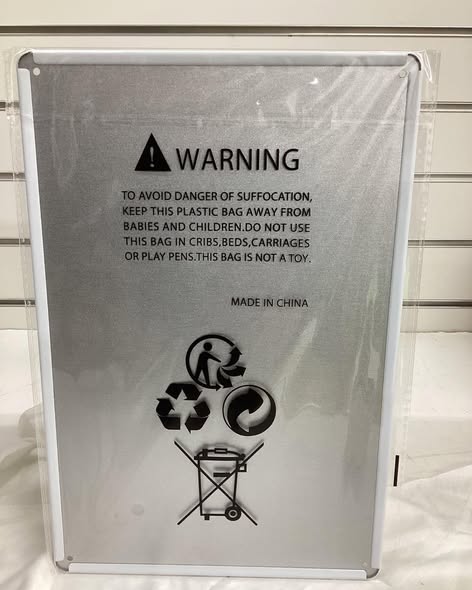 WARNING
TO AVOID DANGER OF SUFFOCATION,
KEEP THIS PLASTIC BAG AWAY FROM
BABIES AND CHILDREN.DO NOT USE
THIS BAG IN CRIBS,BEDS,CARRIAGES
OR PLAY PENS.THIS BAG IS NOT A TOY.
MADE IN CHINA